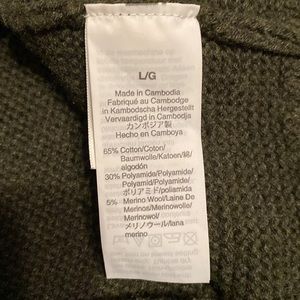 L/G
Made in Cambodia
Fabriqué au Cambodge
in Kambodscha Hergestellt
Vervaardigd in Cambodja
カンボジア製
Hecho en Camboya
65% Cotton/Coton/
Baumwolle/Katoen/綿/
algodón
30% Polyamide/Polyamide/
Polyamid/Polyamide/
ポリアミド/poliamida
5% Merino Wool/Laine De
Merinos/Merinowolle/
Merinowol/
メリノウール/lana
merino